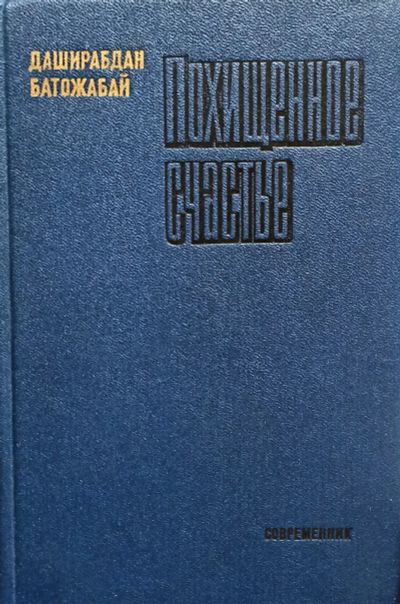 ДАШИРАБДАН
БАТОЖАБАЙ
Похищенное
счастье
СОВРЕМЕННИК